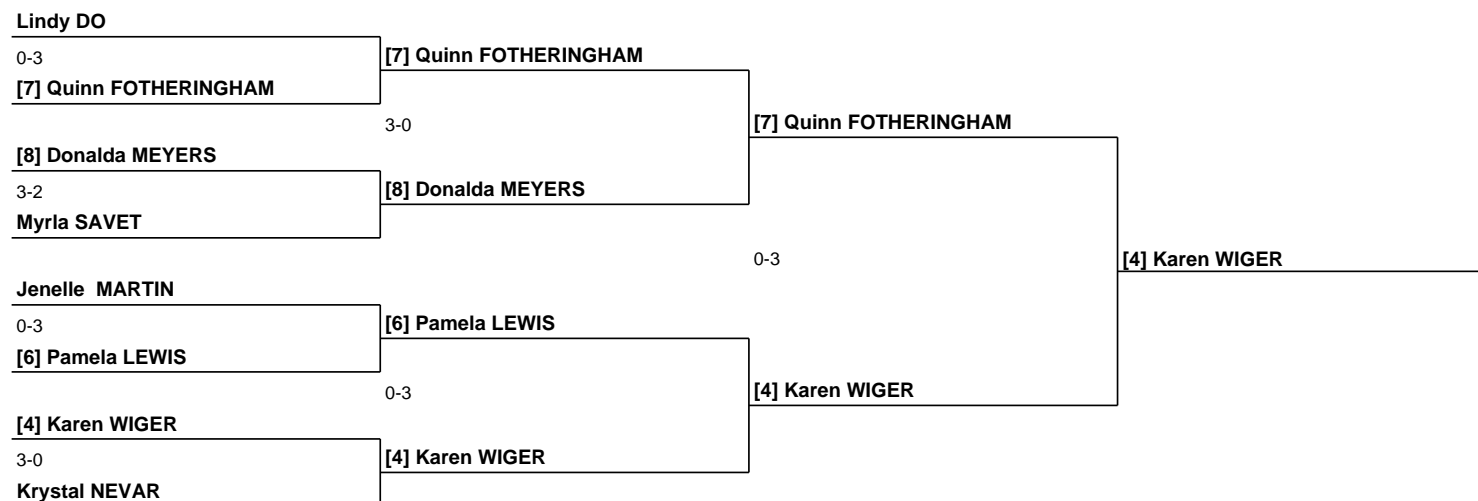 Lindy DO
0-3
[7] Quinn FOTHERINGHAM
[7] Quinn FOTHERINGHAM
3-0
[7] Quinn FOTHERINGHAM
[8] Donalda MEYERS
3-2
[8] Donalda MEYERS
Myrla SAVET
0-3
[4] Karen WIGER
Jenelle  MARTIN
0-3
[6] Pamela LEWIS
[6] Pamela LEWIS
0-3
[4] Karen WIGER
[4] Karen WIGER
3-0
[4] Karen WIGER
Krystal NEVAR